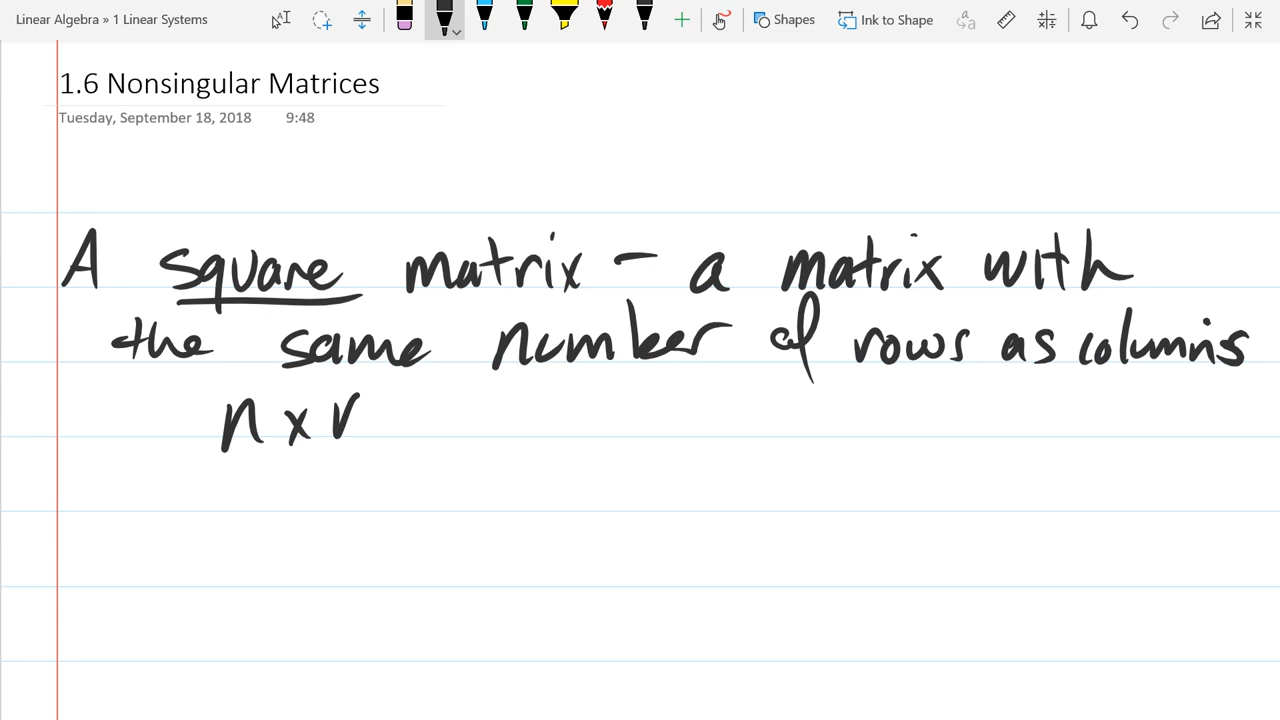 Linear Algebra » 1 Linear Systems
Shapes
Ink to Shape
1.6 Nonsingular Matrices
Tuesday, September 18, 2018 9:48
A square matrix - a matrix with
the same number of rows as columns
n x r